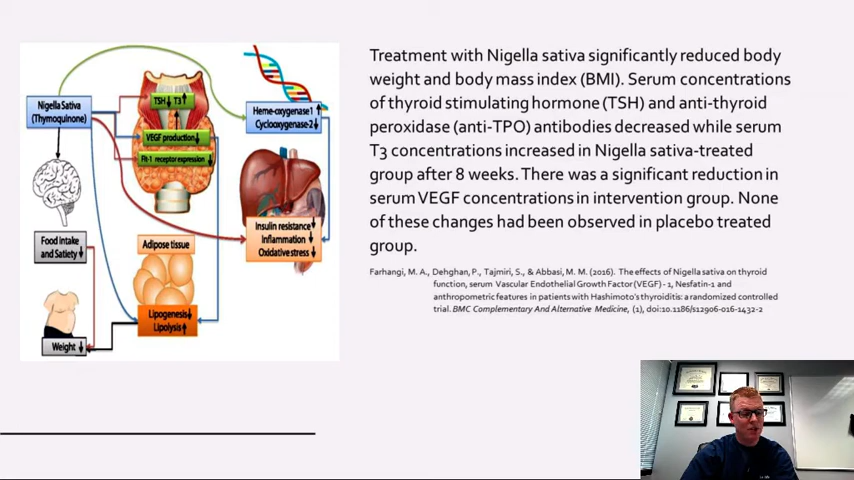 Nigella Sativa
(Thymoquinone)
TSH↓ T3↑
VEGF production↓
Flt-1 receptor expression↓
Heme-oxygenase1 ↑
Cyclooxygenase-2↓
Insulin resistance↓
Inflammation ↓
Oxidative stress ↓
Food intake
and Satiety↓
Adipose tissue
Lipogenesis↓
Lipolysis↑
Weight ↓
Treatment with Nigella sativa significantly reduced body
weight and body mass index (BMI). Serum concentrations
of thyroid stimulating hormone (TSH) and anti-thyroid
peroxidase (anti-TPO) antibodies decreased while serum
T3 concentrations increased in Nigella sativa-treated
group after 8 weeks. There was a significant reduction in
serum VEGF concentrations in intervention group. None
of these changes had been observed in placebo treated
group.
Farhangi, M. A., Dehghan, P., Tajmiri, S., & Abbasi, M. M. (2016). The effects of Nigella sativa on thyroid
function, serum Vascular Endothelial Growth Factor (VEGF) - 1, Nesfatin-1 and
anthropometric features in patients with Hashimoto's thyroiditis: a randomized controlled
trial. BMC Complementary And Alternative Medicine, (1), doi:10.1186/s12906-016-1432-2